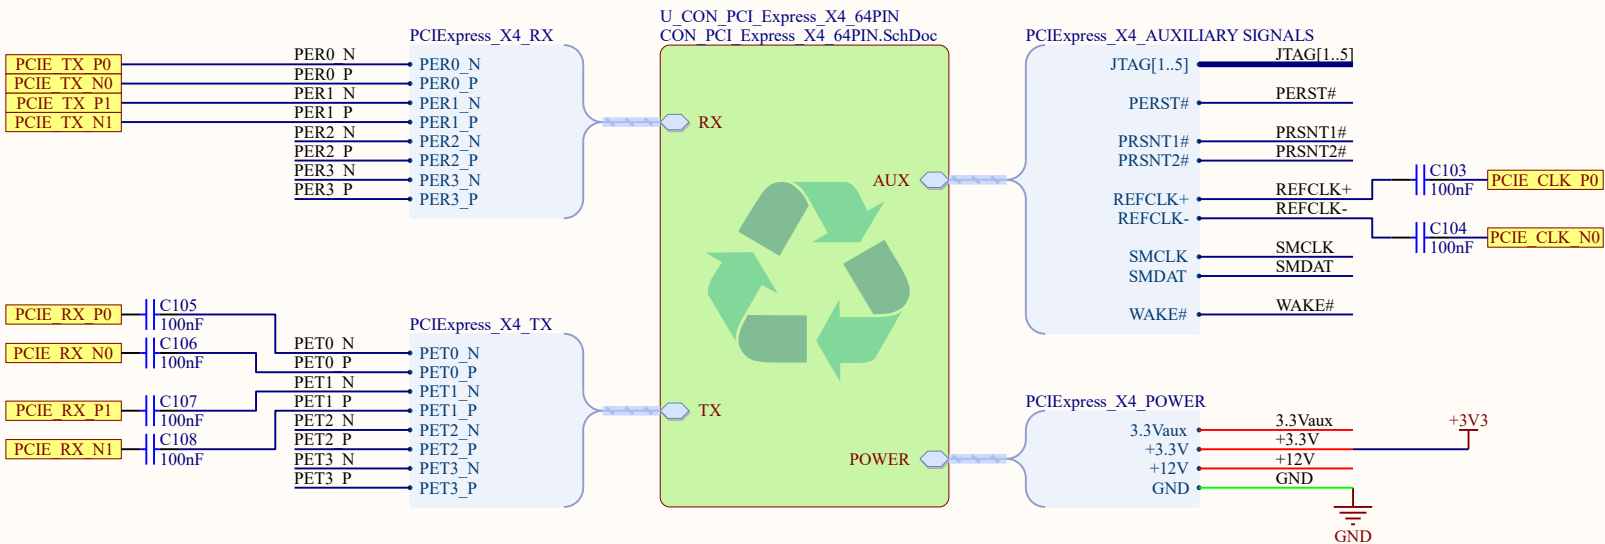 U_CON_PCI_Express_X4_64PIN
CON_PCI_Express_X4_64PIN.SchDoc
PCIExpress_X4_RX
PCIE_TX_P0
PCIE_TX_N0
PCIE_TX_P1
PCIE_TX_N1
PER0_N
PER0_P
PER1_N
PER1_P
PER2_N
PER2_P
PER3_N
PER3_P
PER0_N
PER0_P
PER1_N
PER1_P
PER2_N
PER2_P
PER3_N
PER3_P
RX
AUX
TX
POWER
PCIExpress_X4_AUXILIARY SIGNALS
JTAG[1..5]
PERST#
PRSNT1#
PRSNT2#
REFCLK+
REFCLK-
SMCLK
SMDAT
WAKE#
JTAG[1..5]
PERST#
PRSNT1#
PRSNT2#
REFCLK+
REFCLK-
SMCLK
SMDAT
WAKE#
C103
100nF
PCIE_CLK_P0
C104
100nF
PCIE_CLK_N0
PCIE_RX_P0
PCIE_RX_N0
PCIE_RX_P1
PCIE_RX_N1
C105
100nF
C106
100nF
C107
100nF
C108
100nF
PCIExpress_X4_TX
PET0_N
PET0_P
PET1_N
PET1_P
PET2_N
PET2_P
PET3_N
PET3_P
PET0_N
PET0_P
PET1_N
PET1_P
PET2_N
PET2_P
PET3_N
PET3_P
PCIExpress_X4_POWER
3.3Vaux
+3.3V
+12V
GND
3.3Vaux
+3.3V
+12V
GND
+3V3
GND